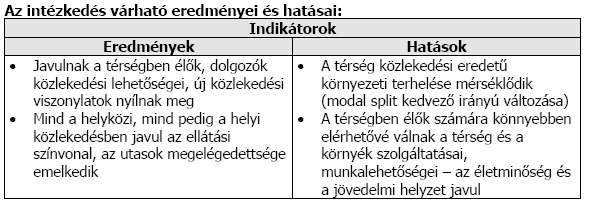 Az intézkedés várható eredményei és hatásai:
Indikátorok
Eredmények
• Javulnak a térségben élők, dolgozók
közlekedési lehetőségei, új közlekedési
viszonylatok nyílnak meg
• Mind a helyközi, mind pedig a helyi
közlekedésben javul az ellátási
színvonal, az utasok megelégedettsége
emelkedik
Hatások
• A térség közlekedési eredetű
környezeti terhelése mérséklődik
(modal split kedvező irányú változása)
• A térségben élők számára könnyebben
elérhetővé válnak a térség és a
környék szolgáltatásai,
munkalehetőségei – az életminőség és
a jövedelmi helyzet javul